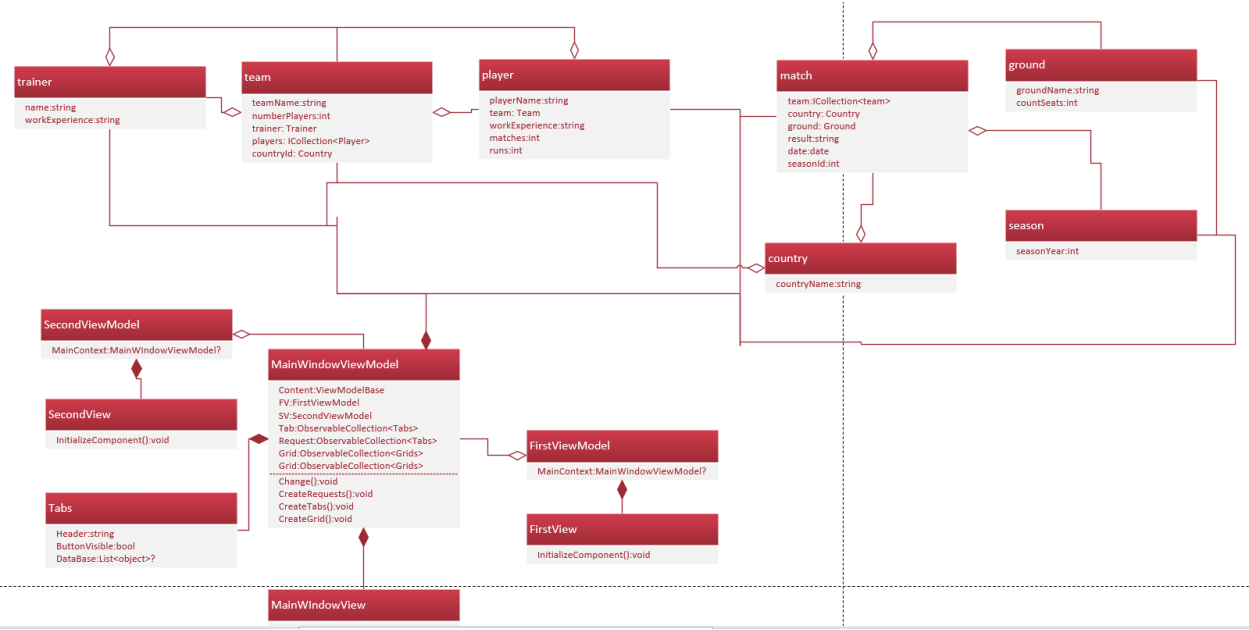 trainer
name:string
workExperience:string
team
teamName:string
numberPlayers:int
trainer: Trainer
players: ICollection<Player>
countryId: Country
player
playerName:string
team: Team
workExperience:string
matches:int
runs:int
match
team:ICollection<team>
country: Country
ground: Ground
result:string
date:date
seasonId:int
ground
groundName:string
countSeats:int
season
seasonYear:int
country
countryName:string
SecondViewModel
MainContext:MainWIndowViewModel?
SecondView
InitializeComponent():void
Tabs
Header:string
ButtonVisible:bool
DataBase:List<object>?
MainWindowViewModel
Content:ViewModelBase
FV:FirstViewModel
SV:SecondViewModel
Tab:ObservableCollection<Tabs>
Request:ObservableCollection<Tabs>
Grid:ObservableCollection<Grids>
Grid:ObservableCollection<Grids>
Change():void
CreateRequests():void
CreateTabs():void
CreateGrid():void
FirstViewModel
MainContext:MainWindowViewModel?
FirstView
InitializeComponent():void
MainWIndowView